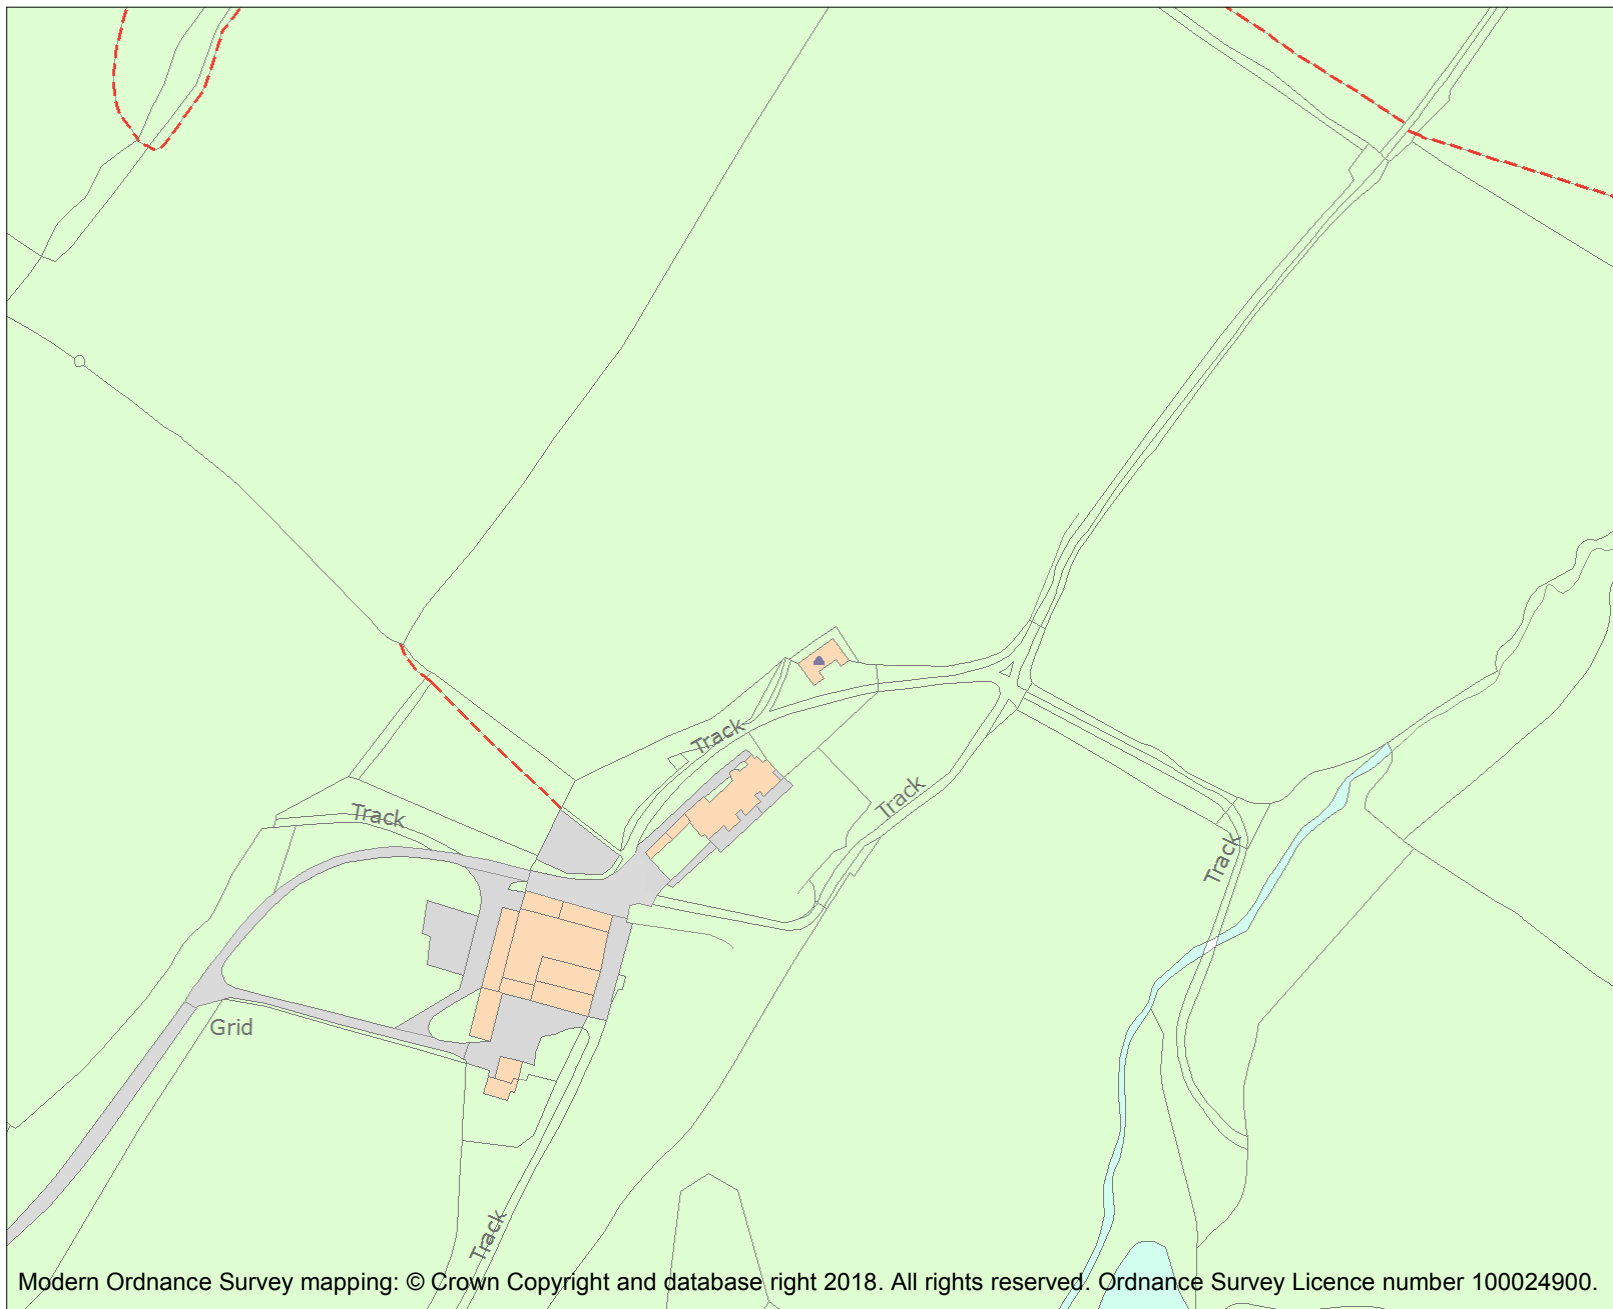 Track
Track
Track
Track
Grid
Track
Modern Ordnance Survey mapping: © Crown Copyright and database right 2018. All rights reserved. Ordnance Survey Licence number 100024900.